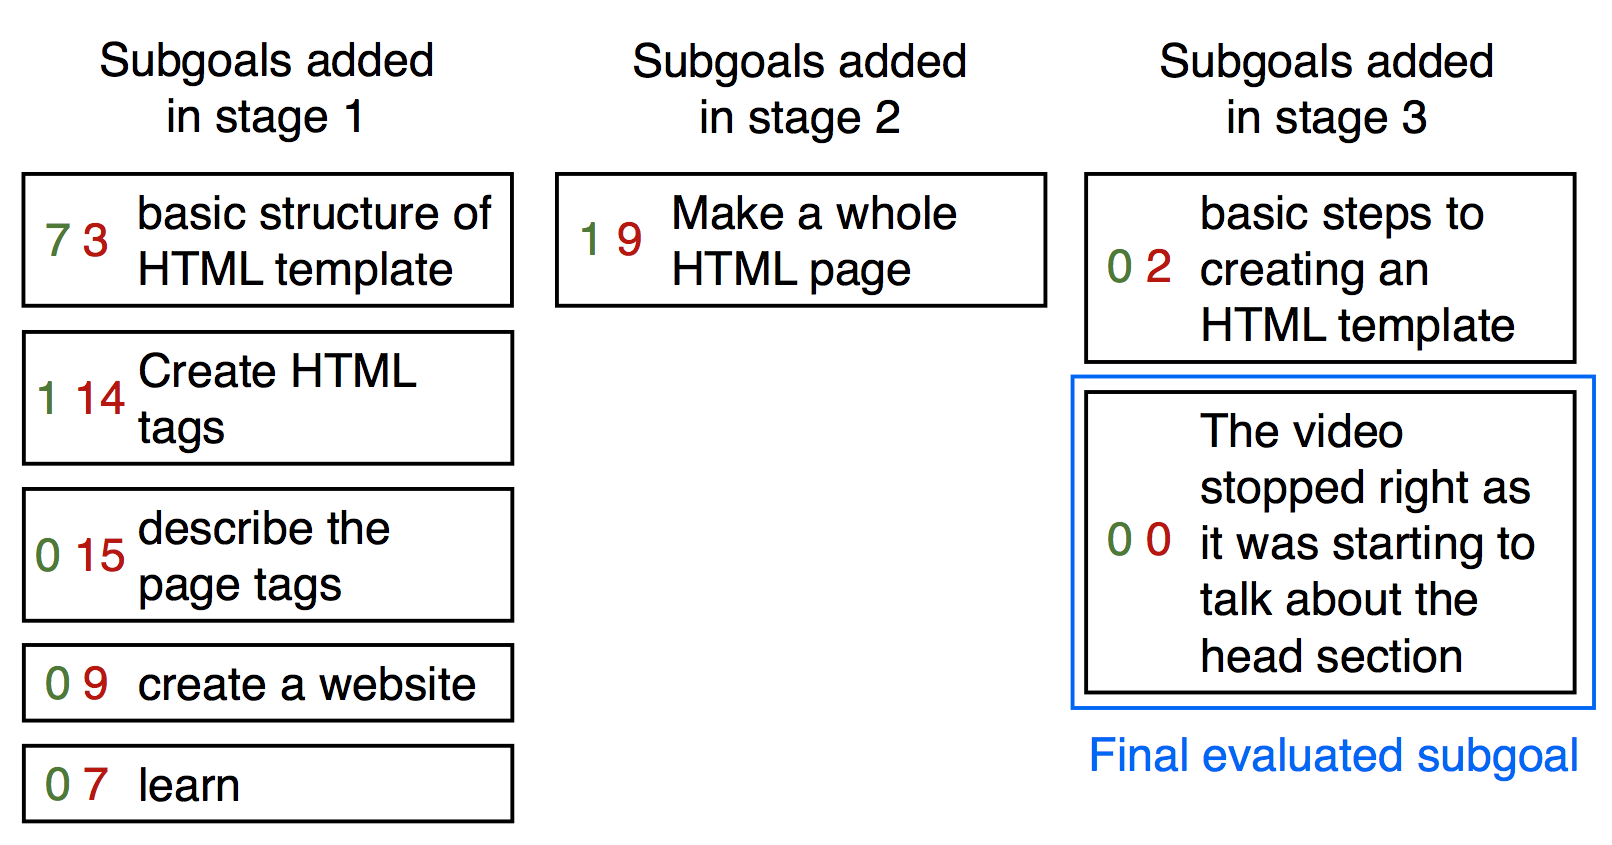 Subgoals added
in stage 1
7 3 basic structure of
HTML template
1 14 Create HTML
tags
0 15 describe the
page tags
0 9 create a website
0 7 learn
Subgoals added
in stage 2
1 9 Make a whole
HTML page
Subgoals added
in stage 3
basic steps to
0 2 creating an
HTML template
The video
stopped right as
0 0 it was starting to
talk about the
head section
Final evaluated subgoal